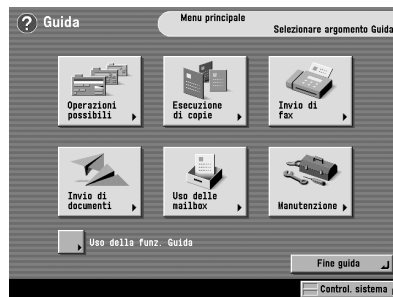 Guida
Menu principale
Selezionare argomento Guida
Operazioni
possibili
Esecuzione
di copie
Invio di
fax
Invio di
documenti
Uso delle
mailbox
Manutenzione
Uso della funz. Guida
Fine guida
Control. sistema